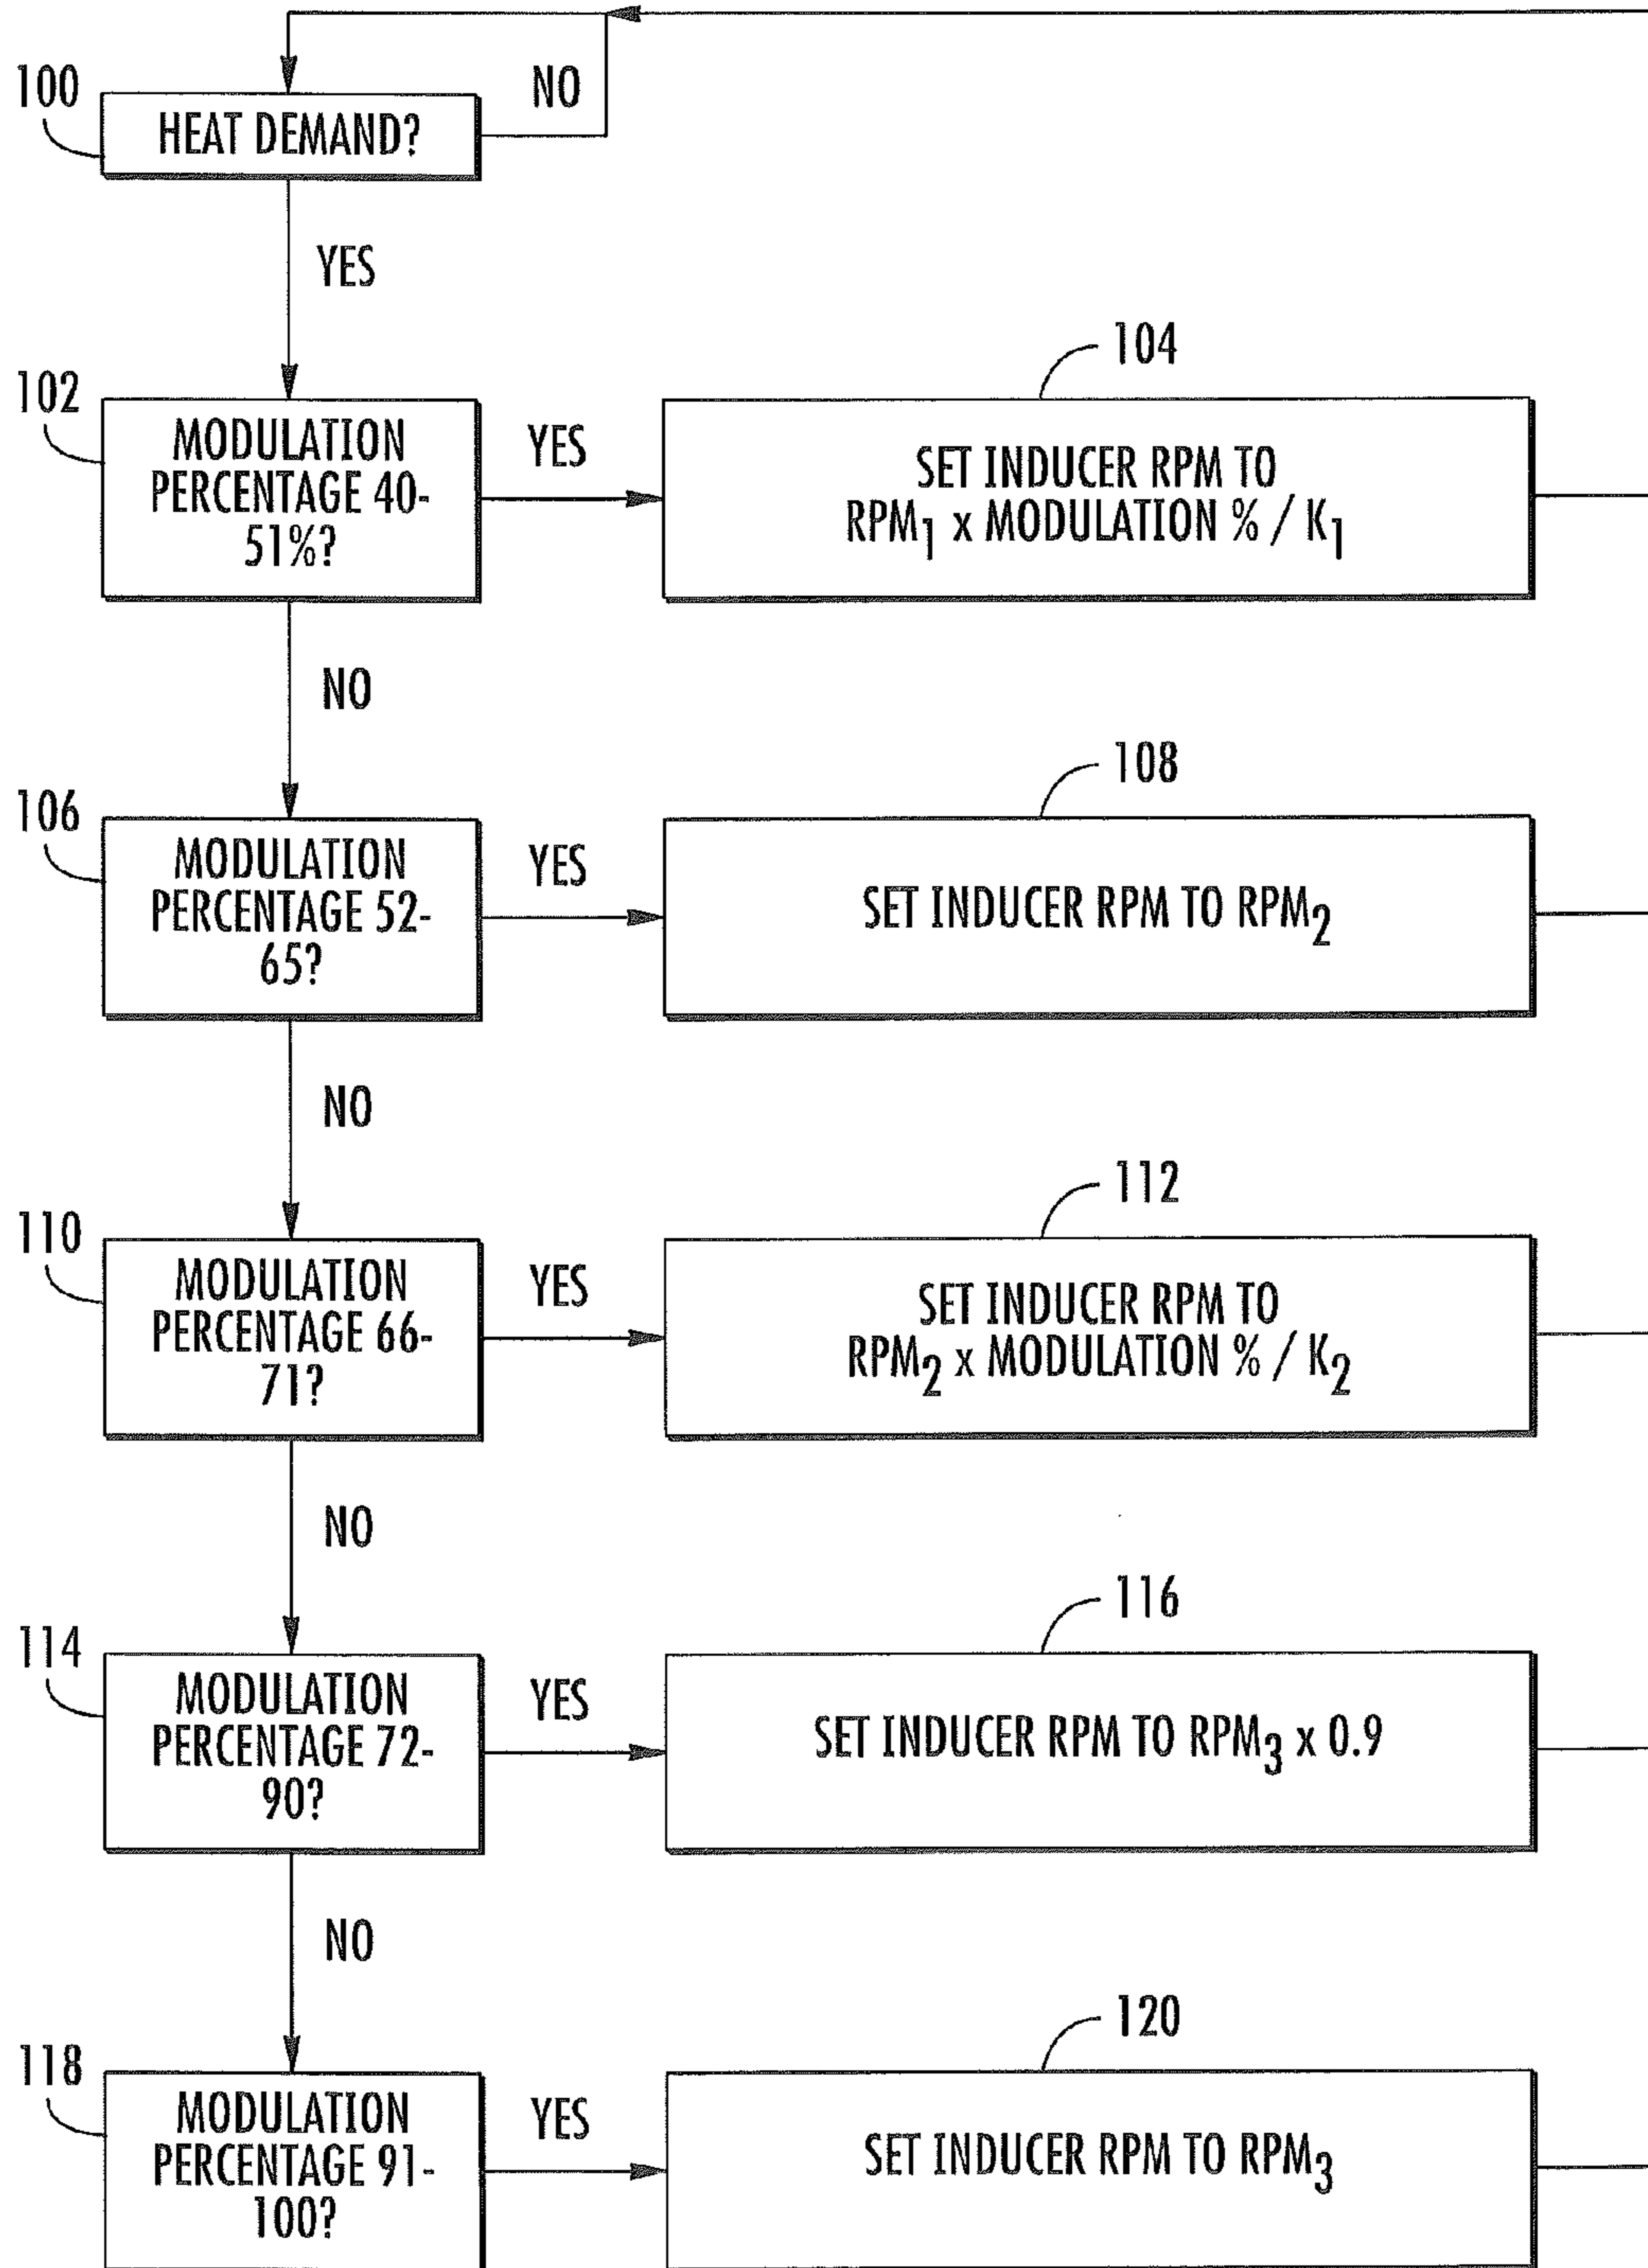 100
HEAT DEMAND?
NO
YES
102
MODULATION
PERCENTAGE 40-
51%?
YES
104
SET INDUCER RPM TO
RPM₁ x MODULATION % / K₁
NO
106
MODULATION
PERCENTAGE 52-
65?
YES
108
SET INDUCER RPM TO RPM₂
NO
110
MODULATION
PERCENTAGE 66-
71?
YES
112
SET INDUCER RPM TO
RPM₂ x MODULATION % / K₂
NO
114
MODULATION
PERCENTAGE 72-
90?
YES
116
SET INDUCER RPM TO RPM₃ x 0.9
NO
118
MODULATION
PERCENTAGE 91-
100?
YES
120
SET INDUCER RPM TO RPM₃